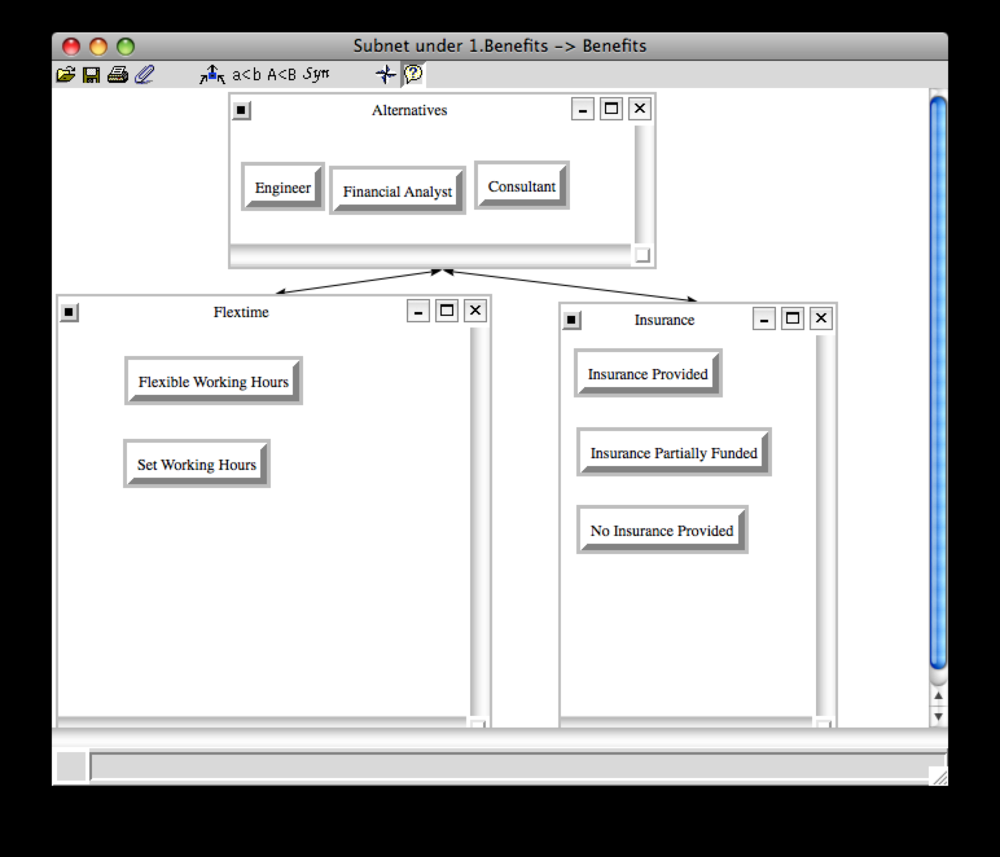 Subnet under 1.Benefits -> Benefits
a<b A<B Syn
Alternatives
Engineer
Financial Analyst
Consultant
Flextime
Flexible Working Hours
Set Working Hours
Insurance
Insurance Provided
Insurance Partially Funded
No Insurance Provided